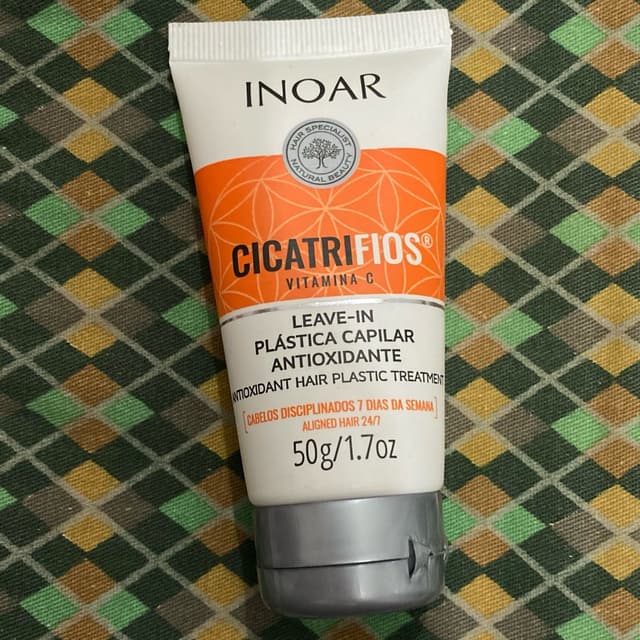 INOAR
HAIR SPECIALIST
NATURAL BEAUTY
CICATRIFIOS®
VITAMINA C
LEAVE-IN
PLÁSTICA CAPILAR
ANTIOXIDANTE
ANTIOXIDANT HAIR PLASTIC TREATMENT
[CABELOS DISCIPLINADOS 7 DIAS DA SEMANA]
ALIGNED HAIR 24/7
50g/1.7oz